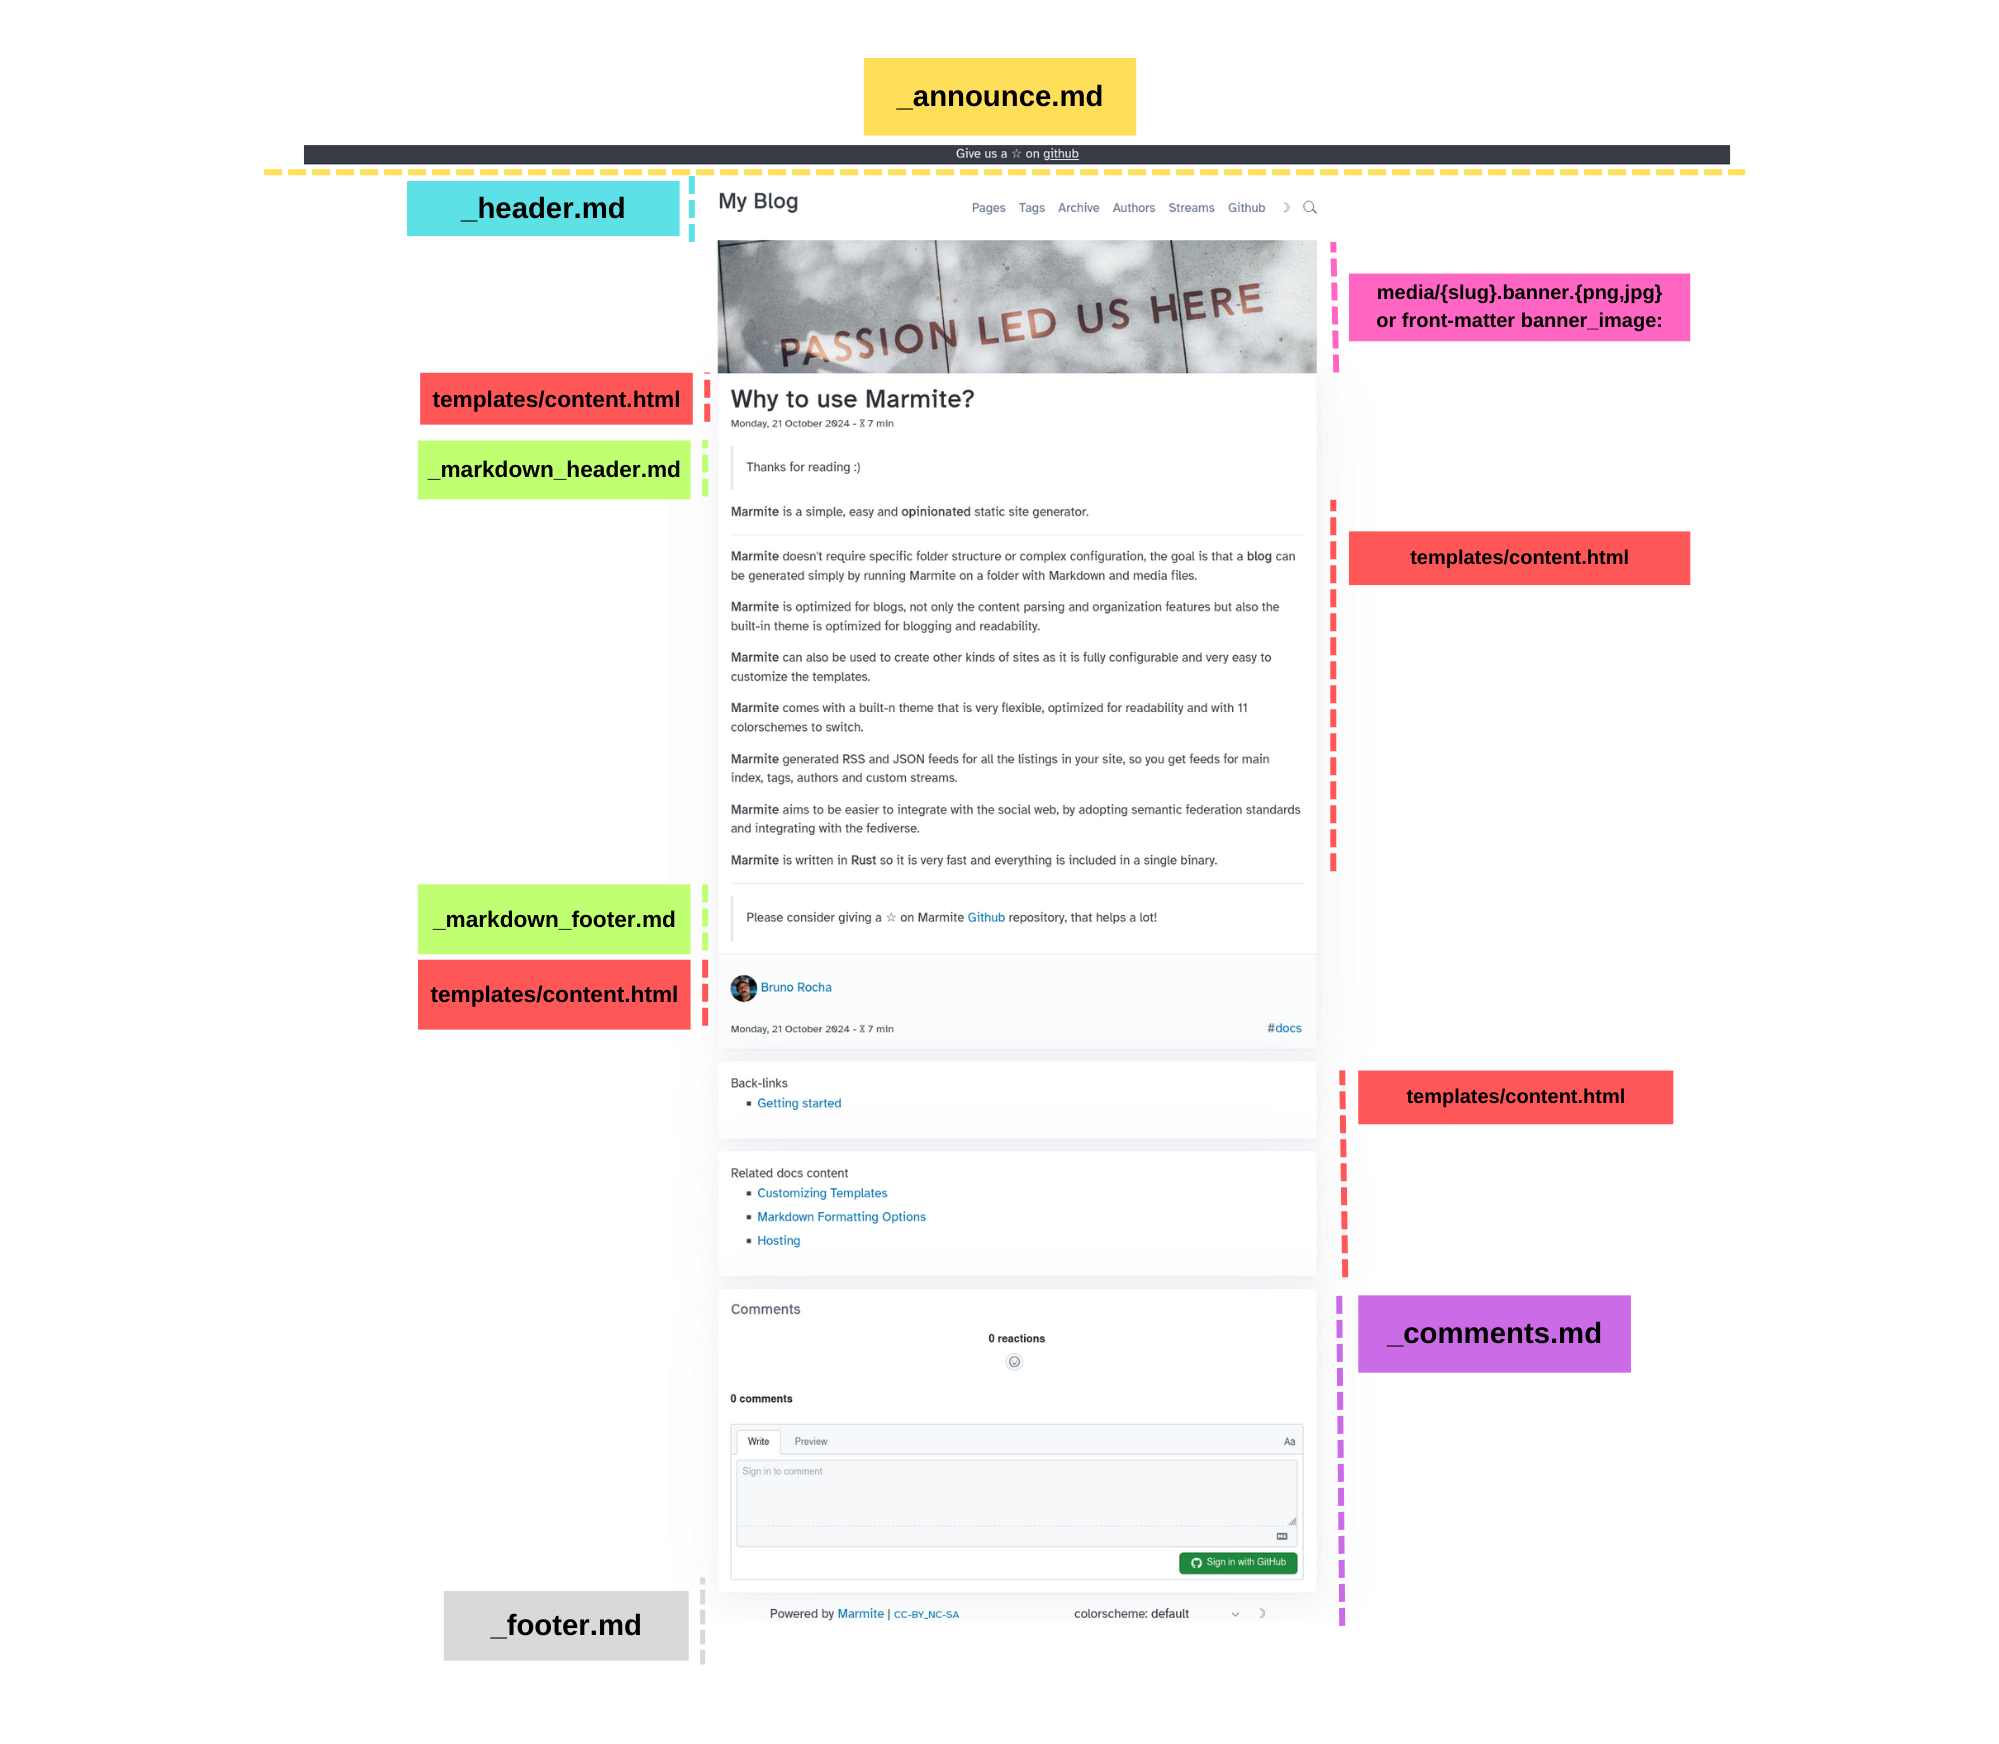 _announce.md
Give us a ☆ on github
_header.md
My Blog
Pages Tags Archive Authors Streams Github
PASSION LED US HERE
media/{slug}.banner.{png,jpg}
or front-matter banner_image:
templates/content.html
Why to use Marmite?
Monday, 21 October 2024 - ⧖ 7 min
_markdown_header.md
Thanks for reading :)
Marmite is a simple, easy and opinionated static site generator.
templates/content.html
Marmite doesn't require specific folder structure or complex configuration, the goal is that a blog can
be generated simply by running Marmite on a folder with Markdown and media files.
Marmite is optimized for blogs, not only the content parsing and organization features but also the
built-in theme is optimized for blogging and readability.
Marmite can also be used to create other kinds of sites as it is fully configurable and very easy to
customize the templates.
Marmite comes with a built-n theme that is very flexible, optimized for readability and with 11
colorschemes to switch.
Marmite generated RSS and JSON feeds for all the listings in your site, so you get feeds for main
index, tags, authors and custom streams.
Marmite aims to be easier to integrate with the social web, by adopting semantic federation standards
and integrating with the fediverse.
Marmite is written in Rust so it is very fast and everything is included in a single binary.
_markdown_footer.md
Please consider giving a ☆ on Marmite Github repository, that helps a lot!
templates/content.html
Bruno Rocha
Monday, 21 October 2024 - ⧖ 7 min #docs
templates/content.html
Back-links
Getting started
Related docs content
Customizing Templates
Markdown Formatting Options
Hosting
_comments.md
Comments
0 reactions
0 comments
Write Preview Aa
Sign in to comment
Sign in with GitHub
_footer.md
Powered by Marmite | CC-BY_NC-SA colorscheme: default